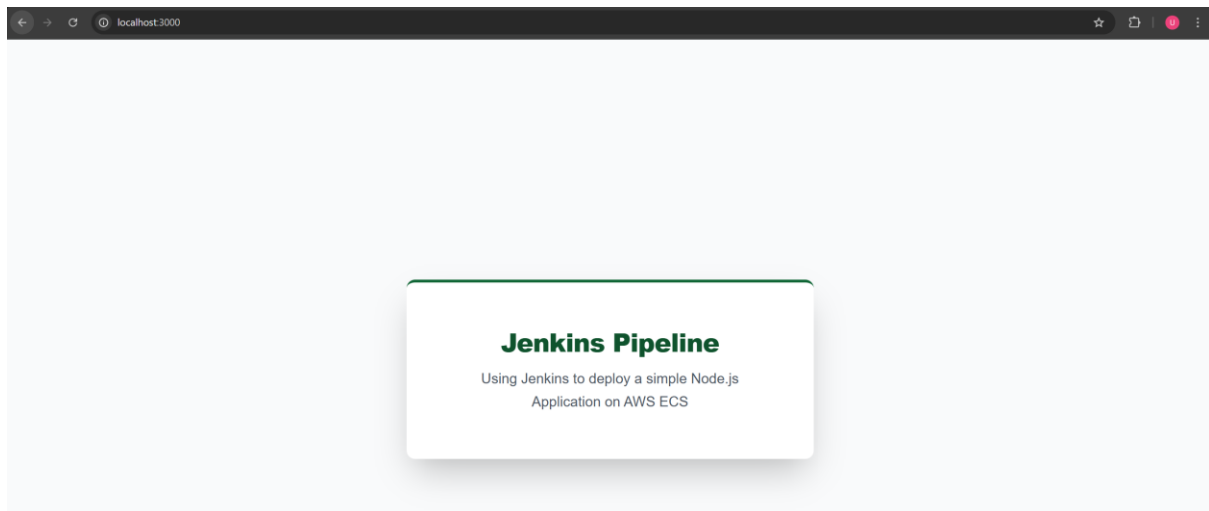 localhost:3000
U
Jenkins Pipeline
Using Jenkins to deploy a simple Node.js
Application on AWS ECS